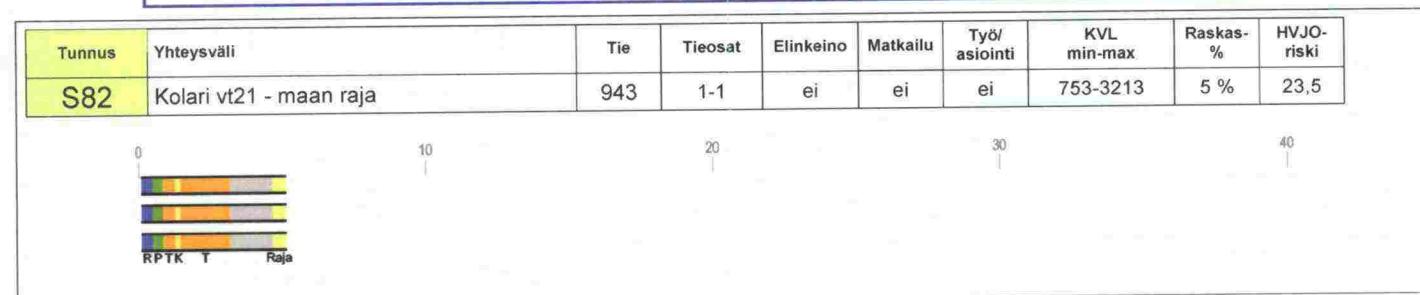 Tunnus Yhteysväli Tie Tieosat Elinkeino Matkailu Työ/asiointi KVL min-max Raskas-% HVJO-riski
S82 Kolari vt21 - maan raja 943 1-1 ei ei ei 753-3213 5 % 23,5
0 10 20 30 40
R P T K T Raja